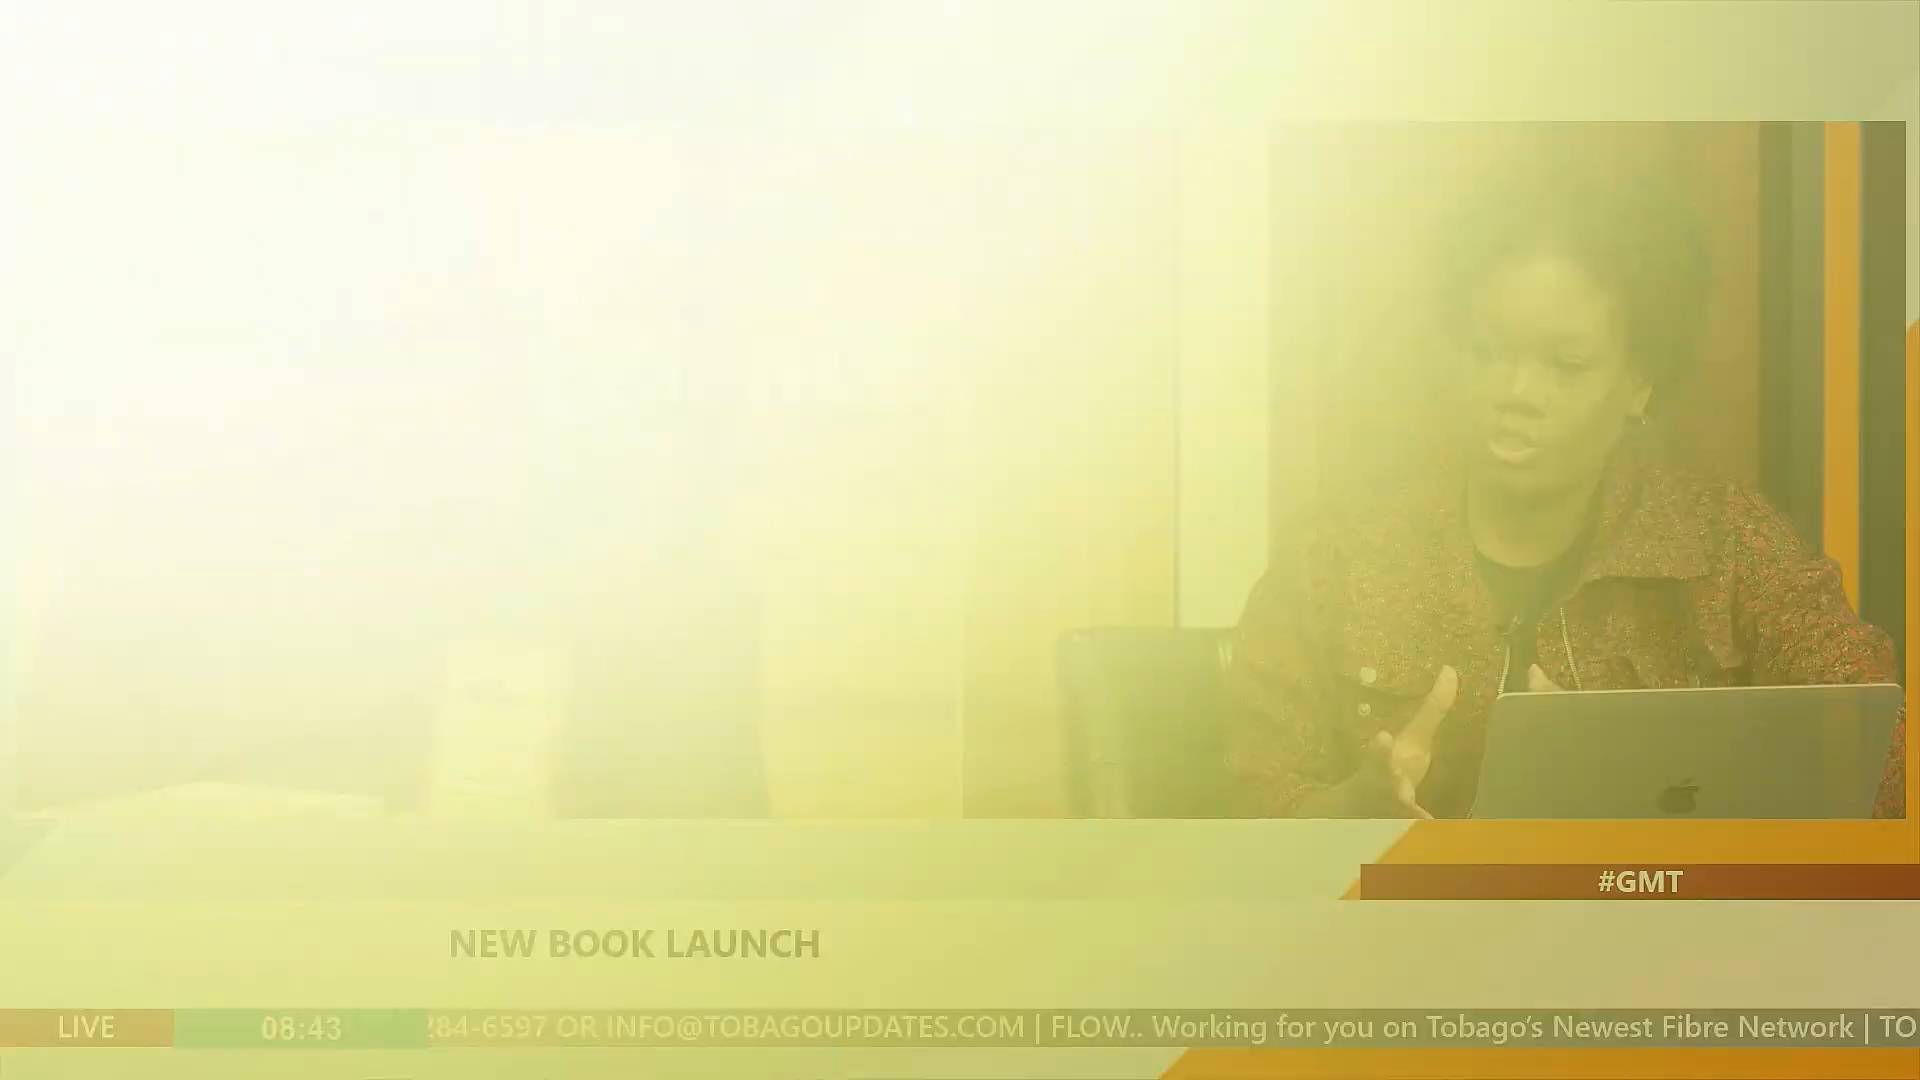 #GMT
NEW BOOK LAUNCH
LIVE
08:43
284-6597 OR INFO@TOBAGOUPDATES.COM | FLOW.. Working for you on Tobago's Newest Fibre Network | TO